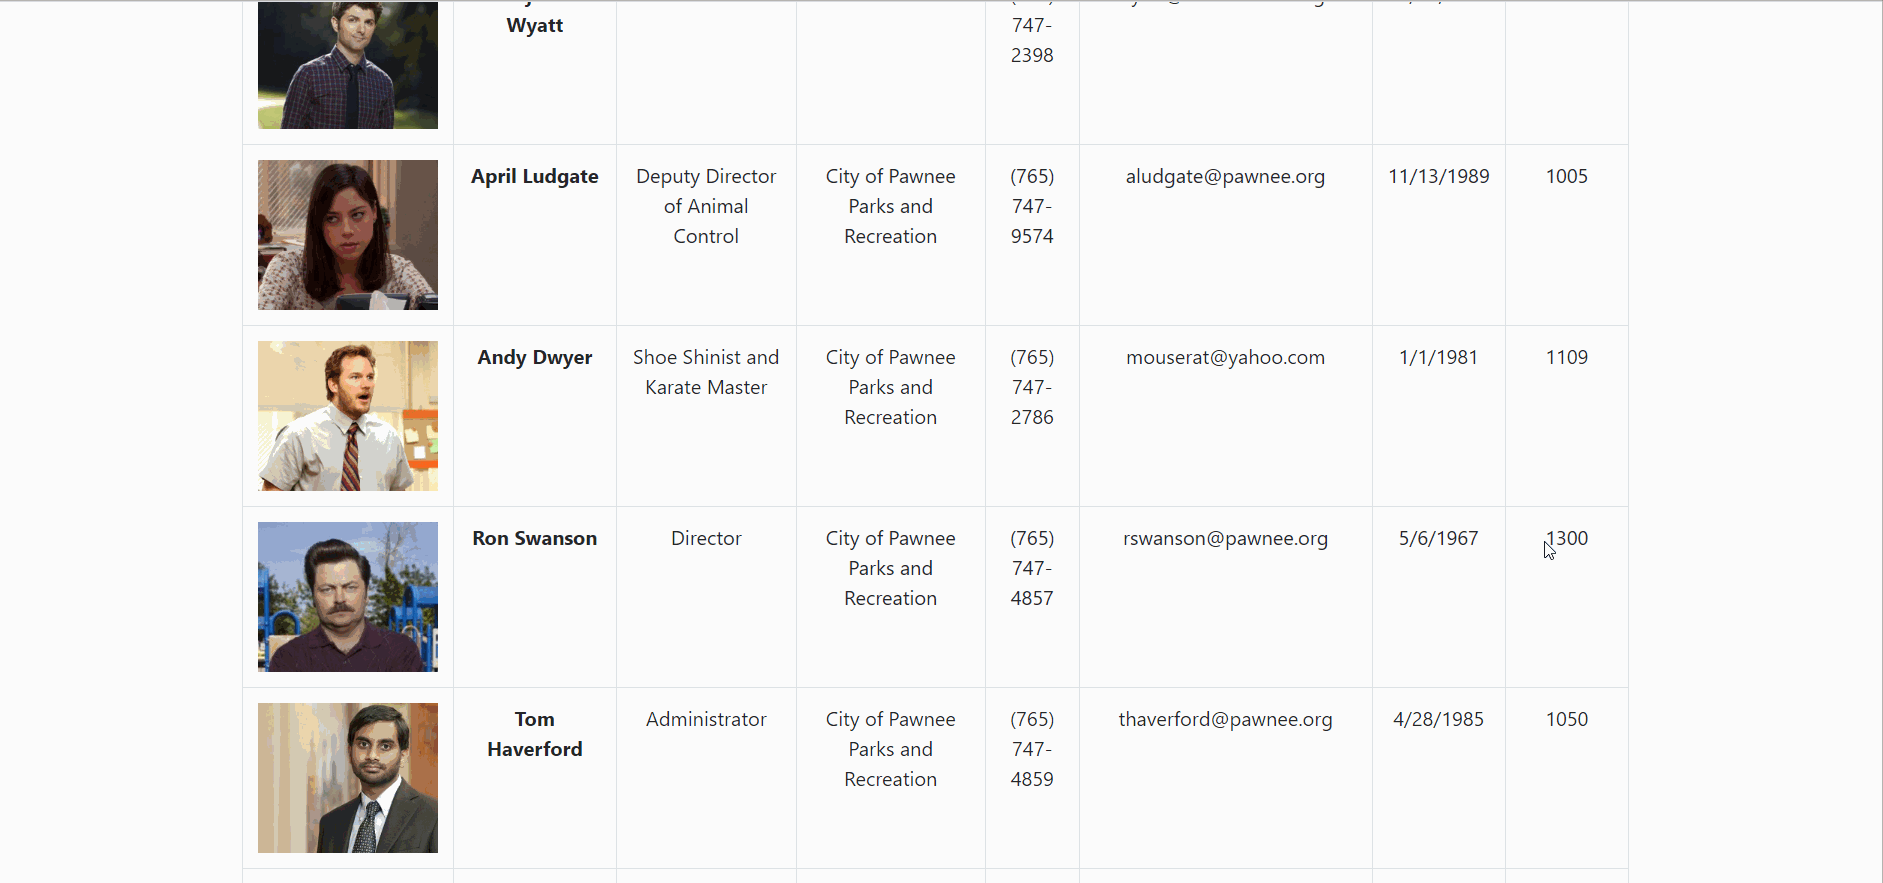 Wyatt
747-
2398
April Ludgate
Deputy Director
of Animal
Control
City of Pawnee
Parks and
Recreation
(765)
747-
9574
aludgate@pawnee.org
11/13/1989
1005
Andy Dwyer
Shoe Shinist and
Karate Master
City of Pawnee
Parks and
Recreation
(765)
747-
2786
mouserat@yahoo.com
1/1/1981
1109
Ron Swanson
Director
City of Pawnee
Parks and
Recreation
(765)
747-
4857
rswanson@pawnee.org
5/6/1967
1300
Tom
Haverford
Administrator
City of Pawnee
Parks and
Recreation
(765)
747-
4859
thaverford@pawnee.org
4/28/1985
1050